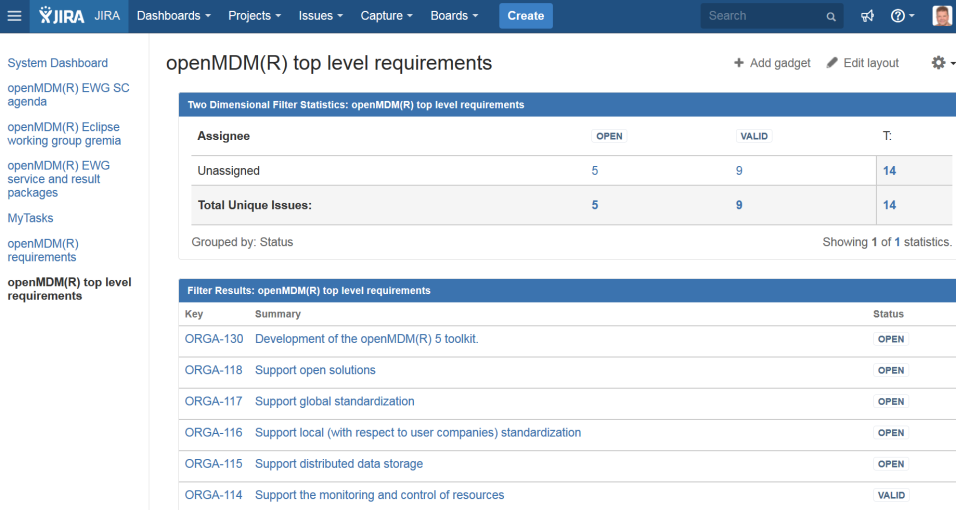 JIRA JIRA Dashboards Projects Issues Capture Boards Create Search
System Dashboard
openMDM(R) EWG SC
agenda
openMDM(R) Eclipse
working group gremia
openMDM(R) EWG
service and result
packages
MyTasks
openMDM(R)
requirements
openMDM(R) top level
requirements
openMDM(R) top level requirements
Add gadget Edit layout
Two Dimensional Filter Statistics: openMDM(R) top level requirements
Assignee OPEN VALID T:
Unassigned 5 9 14
Total Unique Issues: 5 9 14
Grouped by: Status Showing 1 of 1 statistics.
Filter Results: openMDM(R) top level requirements
Key Summary Status
ORGA-130 Development of the openMDM(R) 5 toolkit. OPEN
ORGA-118 Support open solutions OPEN
ORGA-117 Support global standardization OPEN
ORGA-116 Support local (with respect to user companies) standardization OPEN
ORGA-115 Support distributed data storage OPEN
ORGA-114 Support the monitoring and control of resources VALID